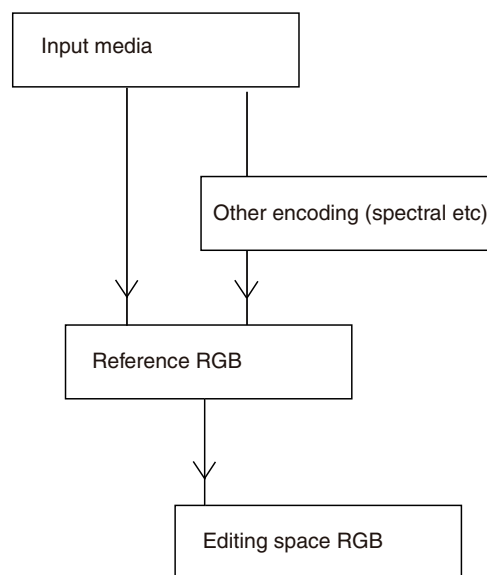 Input media
Other encoding (spectral etc)
Reference RGB
Editing space RGB